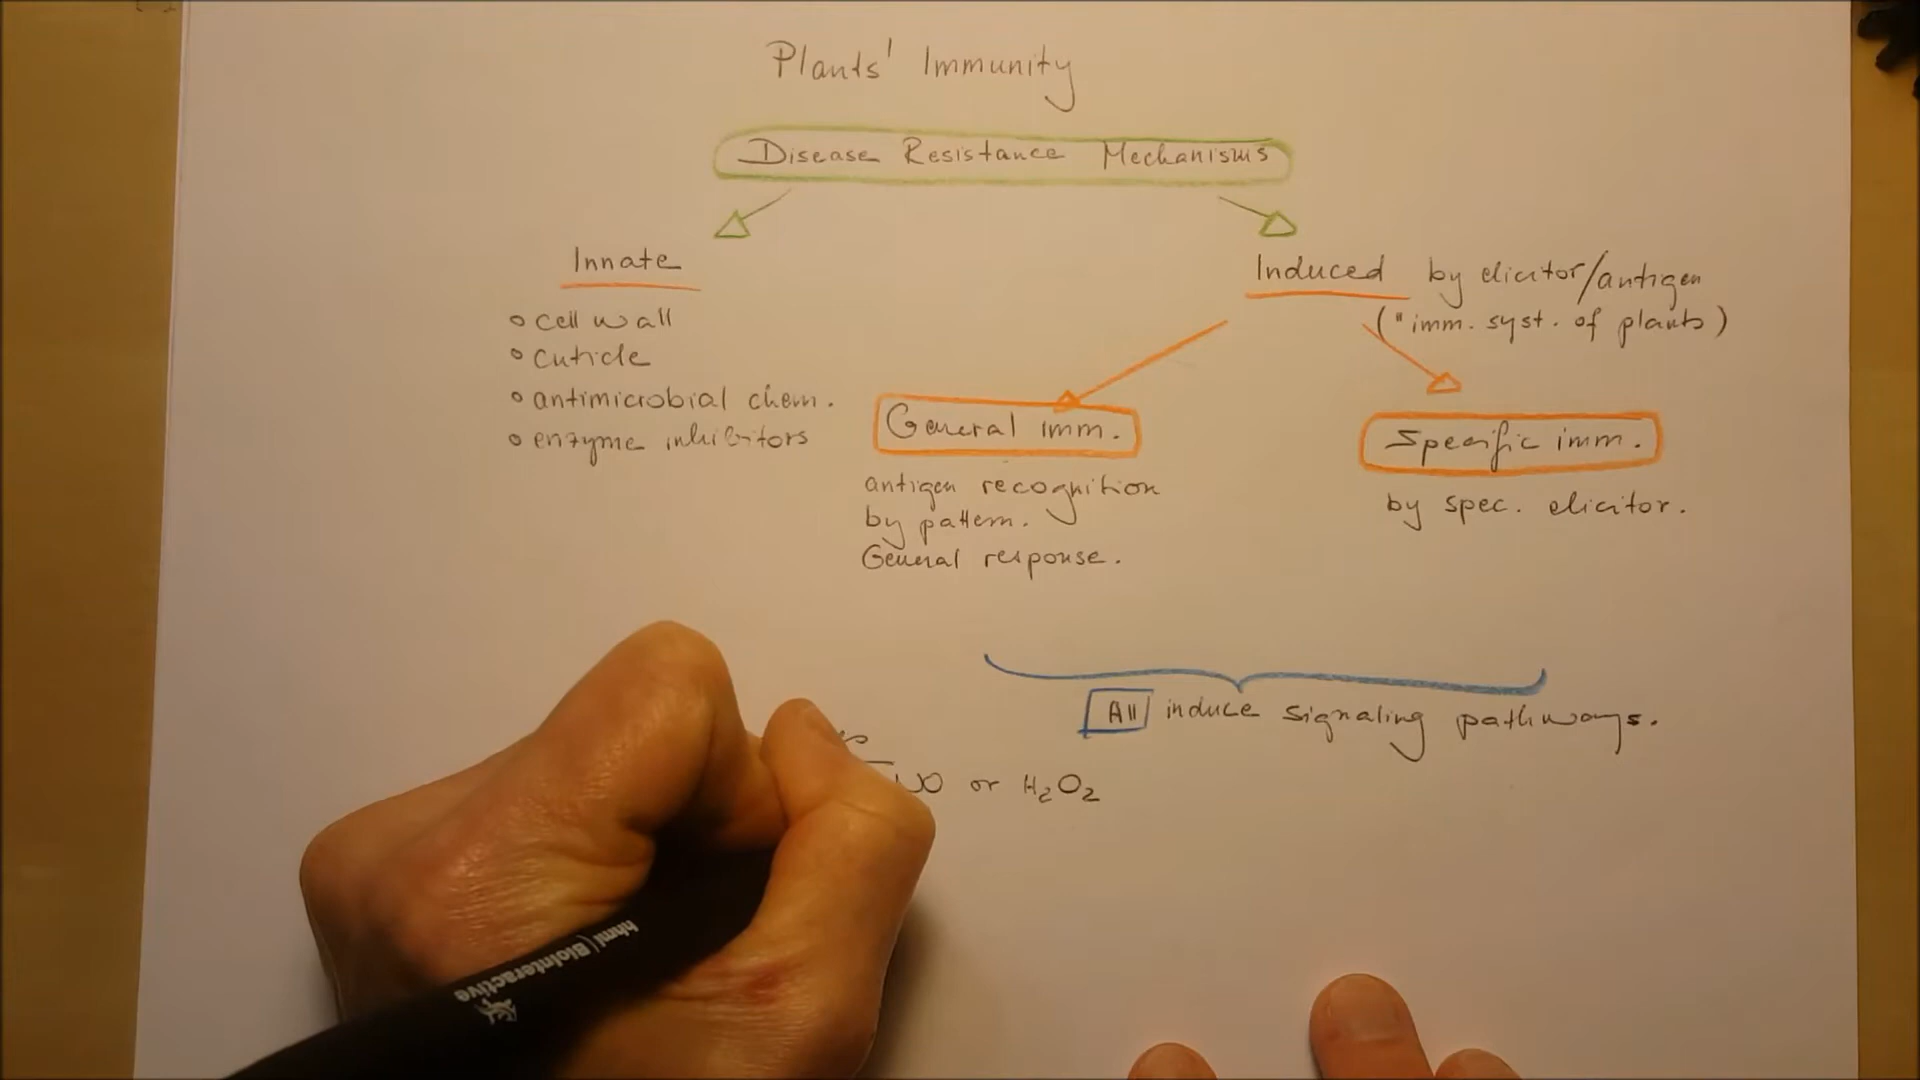 Plants' Immunity
Disease Resistance Mechanisms
Innate
• cell wall
• cuticle
• antimicrobial chem.
• enzyme inhibitors
Induced by elicitor/antigen
("imm. syst. of plants)
General imm.
antigen recognition
by pattern.
General response.
Specific imm.
by spec. elicitor.
All induce signaling pathways.
NO or H₂O₂
hhmi BioInteractive